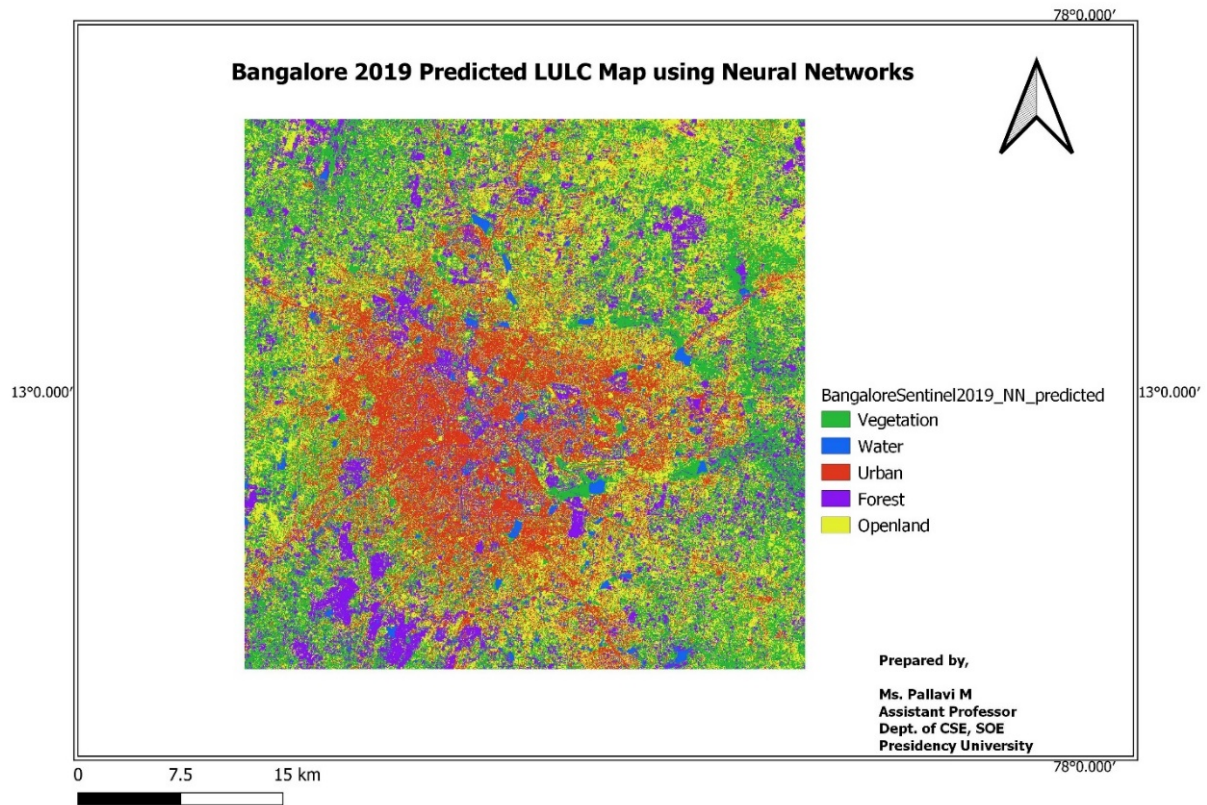 78°0.000'
Bangalore 2019 Predicted LULC Map using Neural Networks
13°0.000'
13°0.000'
BangaloreSentinel2019_NN_predicted
Vegetation
Water
Urban
Forest
Openland
Prepared by,
Ms. Pallavi M
Assistant Professor
Dept. of CSE, SOE
Presidency University
78°0.000'
0 7.5 15 km